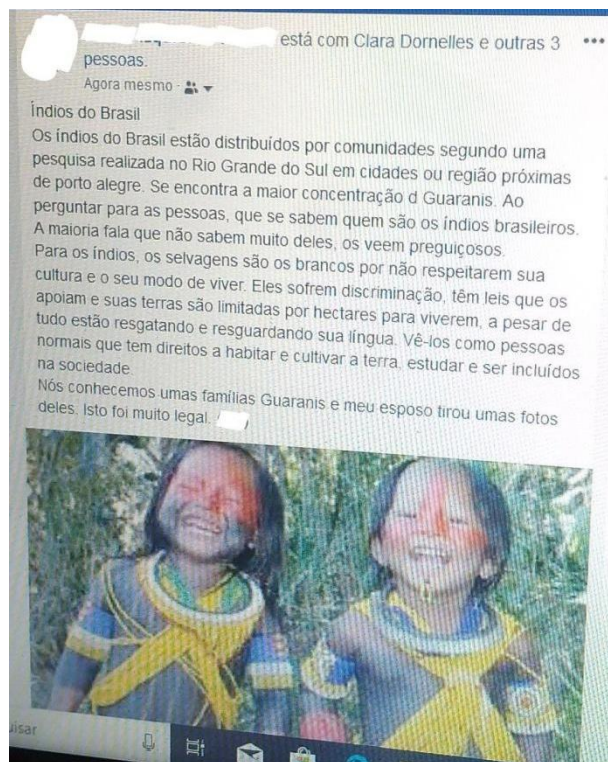 está com Clara Dornelles e outras 3
pessoas.
Agora mesmo
Índios do Brasil
Os índios do Brasil estão distribuídos por comunidades segundo uma
pesquisa realizada no Rio Grande do Sul em cidades ou região próximas
de porto alegre. Se encontra a maior concentração d Guaranis. Ao
perguntar para as pessoas, que se sabem quem são os índios brasileiros.
A maioria fala que não sabem muito deles, os veem preguiçosos.
Para os índios, os selvagens são os brancos por não respeitarem sua
cultura e o seu modo de viver. Eles sofrem discriminação, têm leis que os
apoiam e suas terras são limitadas por hectares para viverem, a pesar de
tudo estão resgatando e resguardando sua língua. Vê-los como pessoas
normais que tem direitos a habitar e cultivar a terra, estudar e ser incluídos
na sociedade
Nós conhecemos umas famílias Guaranis e meu esposo tirou umas fotos
deles. Isto foi muito legal.